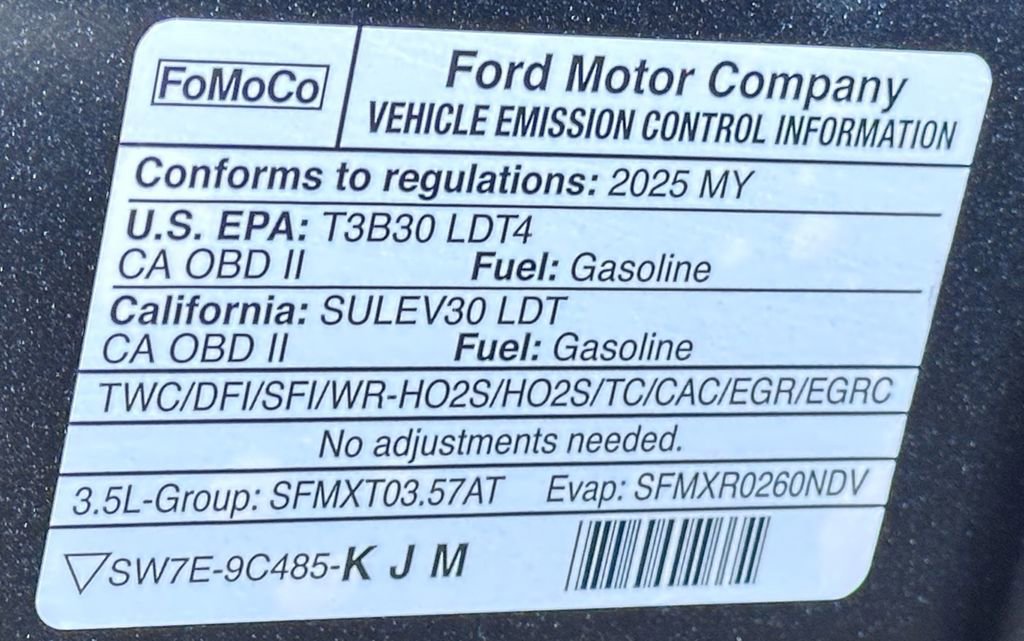 FoMoCo
Ford Motor Company
VEHICLE EMISSION CONTROL INFORMATION
Conforms to regulations: 2025 MY
U.S. EPA: T3B30 LDT4
CA OBD II Fuel: Gasoline
California: SULEV30 LDT
CA OBD II Fuel: Gasoline
TWC/DFI/SFI/WR-HO2S/HO2S/TC/CAC/EGR/EGRC
No adjustments needed.
3.5L-Group: SFMXT03.57AT Evap: SFMXR0260NDV
SW7E-9C485-K J M